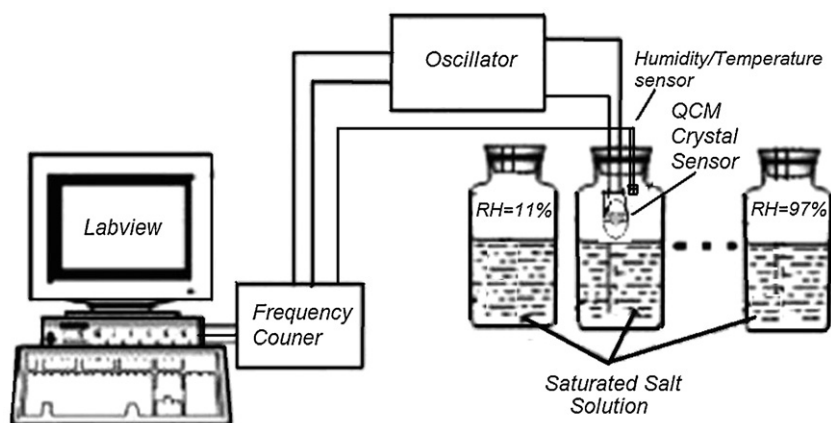 Oscillator
Humidity/Temperature
sensor
QCM
Crystal
Sensor
Labview
RH=11%
RH=97%
Frequency
Couner
Saturated Salt
Solution